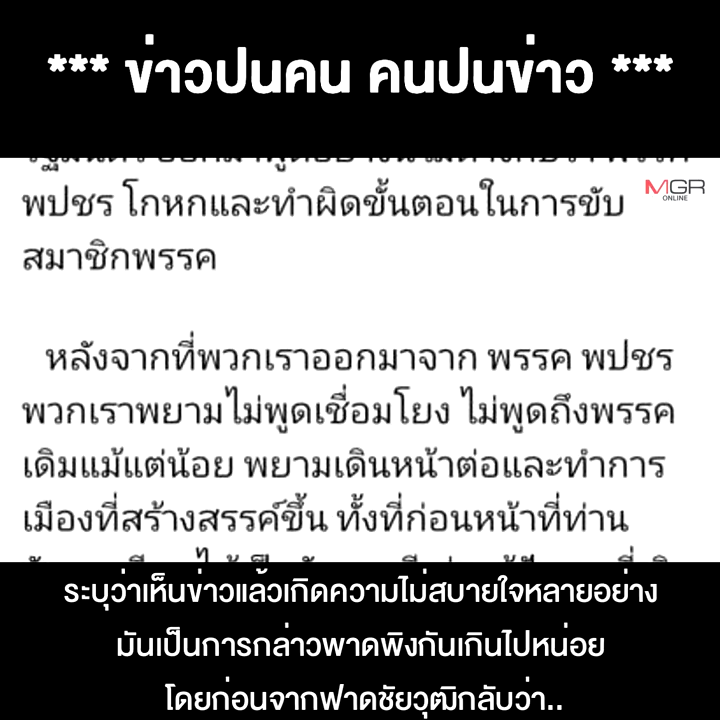 *** ข่าวปนคน คนปนข่าว ***
MGR
ONLINE
พปชร โกหกและทำผิดขั้นตอนในการขับ
สมาชิกพรรค
หลังจากที่พวกเราออกมาจาก พรรค พปชร
พวกเราพยามไม่พูดเชื่อมโยง ไม่พูดถึงพรรค
เดิมแม้แต่น้อย พยามเดินหน้าต่อและทำการ
เมืองที่สร้างสรรค์ขึ้น ทั้งที่ก่อนหน้าที่ท่าน
ระบุว่าเห็นข่าวแล้วเกิดความไม่สบายใจหลายอย่าง
มันเป็นการกล่าวพาดพิงกันเกินไปหน่อย
โดยก่อนจากฟาดชัยวุฒิกลับว่า..